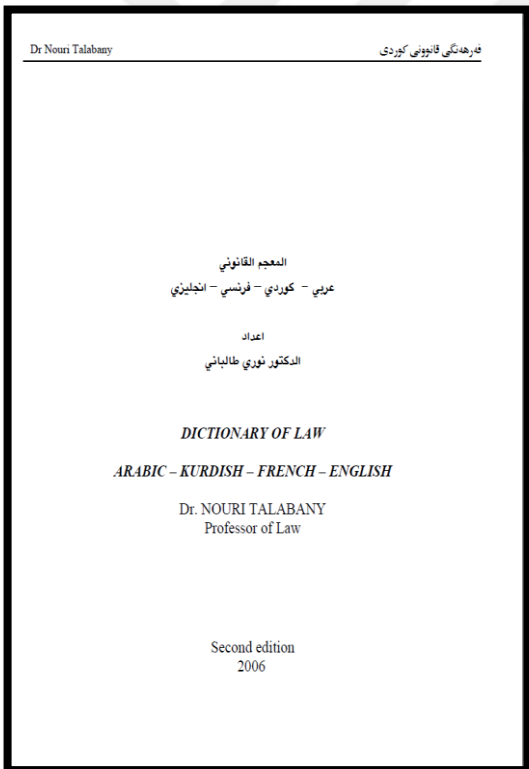 Dr Nouri Talabany فەرهەنگی قانوونی کوردی
المعجم القانوني
عربي – كوردي – فرنسي – انجليزي
اعداد
الدكتور نوري طالباني
DICTIONARY OF LAW
ARABIC – KURDISH – FRENCH – ENGLISH
Dr. NOURI TALABANY
Professor of Law
Second edition
2006